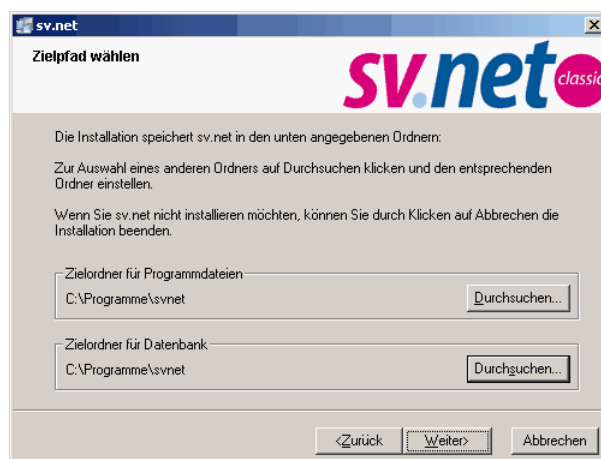 sv.net
Zielpfad wählen
sv.net classic
Die Installation speichert sv.net in den unten angegebenen Ordnern:
Zur Auswahl eines anderen Ordners auf Durchsuchen klicken und den entsprechenden
Ordner einstellen.
Wenn Sie sv.net nicht installieren möchten, können Sie durch Klicken auf Abbrechen die
Installation beenden.
Zielordner für Programmdateien
C:\Programme\svnet
Durchsuchen...
Zielordner für Datenbank
C:\Programme\svnet
Durchsuchen...
<Zurück Weiter> Abbrechen